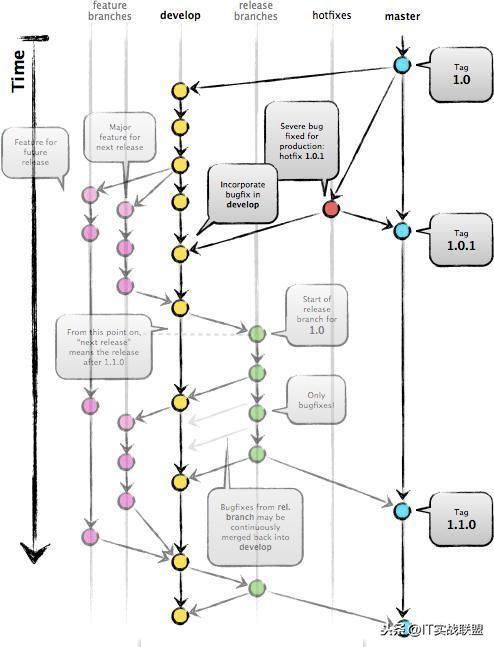 feature
branches
develop
release
branches
hotfixes
master
Time
Tag
1.0
Feature for
future
release
Major
feature for
next release
Severe bug
fixed for
production:
hotfix 1.0.1
Incorporate
bugfix in
develop
Tag
1.0.1
Start of
release
branch for
1.0
From this point on,
"next release"
means the release
after 1.1.0
Only
bugfixes!
Bugfixes from rel.
branch may be
continuously
merged back into
develop
Tag
1.1.0
头条@IT实战联盟